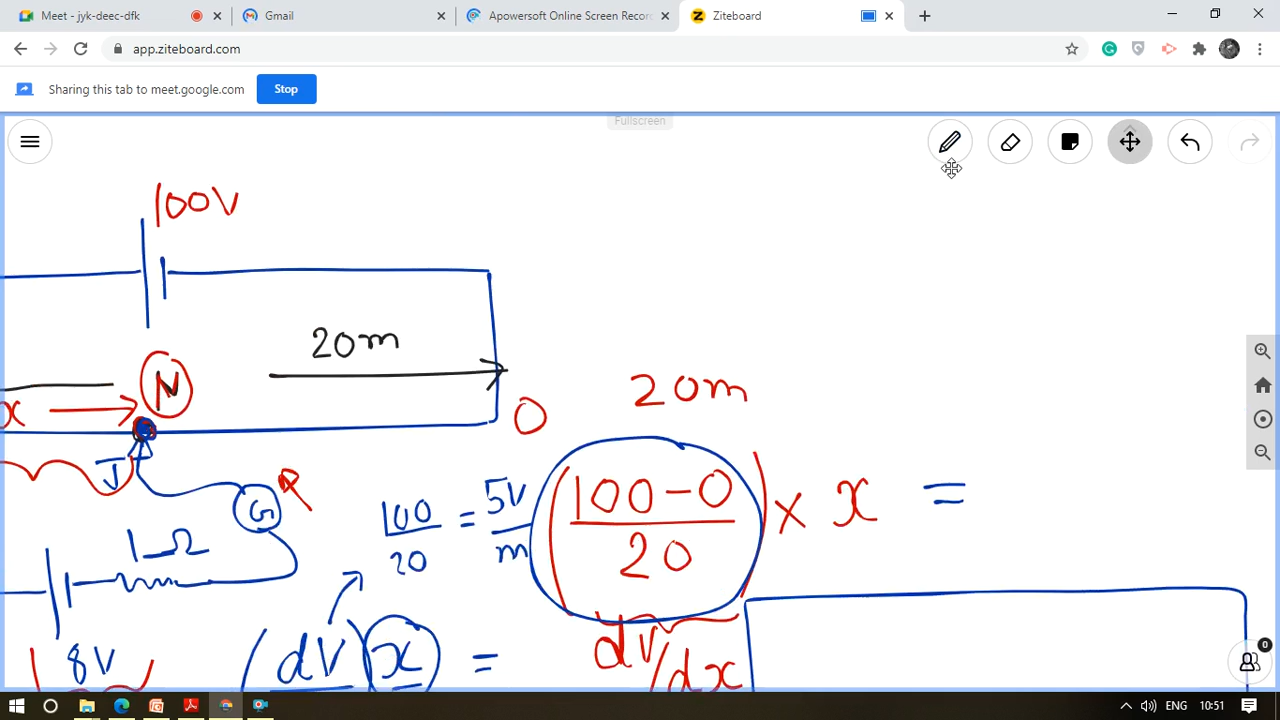 Meet - jyk-deec-dfk
Gmail
Apowersoft Online Screen Recor
Ziteboard
app.ziteboard.com
Sharing this tab to meet.google.com
Stop
Fullscreen
100V
20m
N
x
0
20m
J
G
100/20 = 5V/m
(100-0/20) × x =
1Ω
8V
(dV) x =
dV/dx
0
ENG
10:51